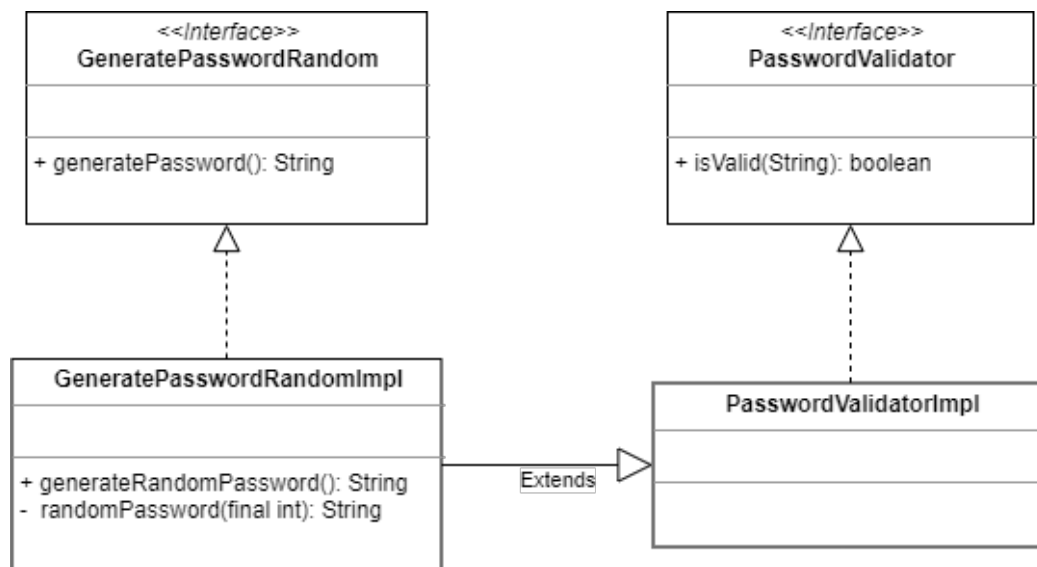 <<Interface>>
GeneratePasswordRandom
+ generatePassword(): String
<<Interface>>
PasswordValidator
+ isValid(String): boolean
GeneratePasswordRandomImpl
+ generateRandomPassword(): String
- randomPassword(final int): String
Extends
PasswordValidatorImpl